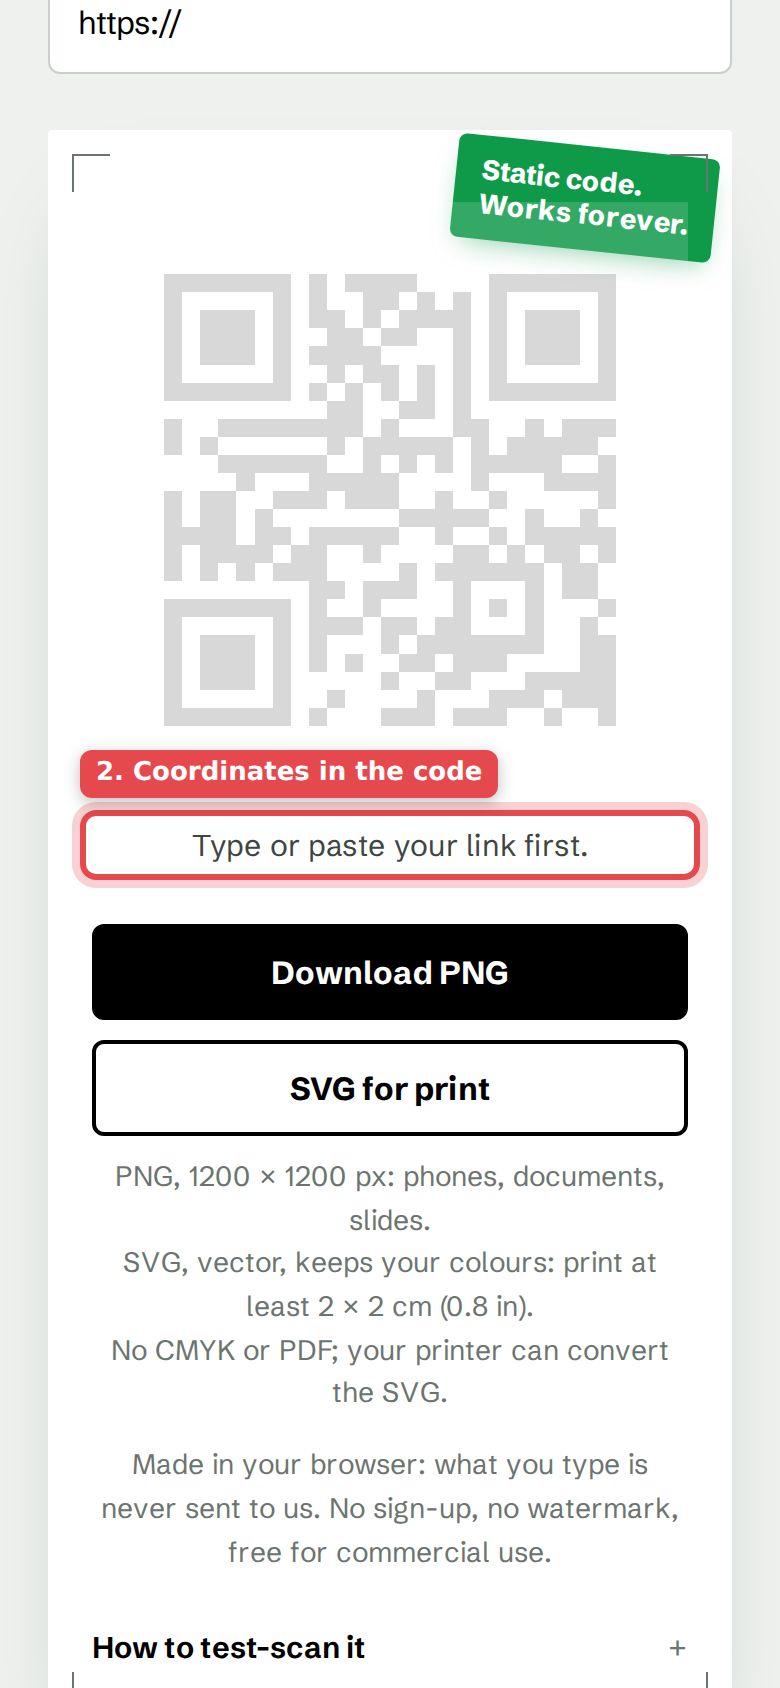 https://
Static code.
Works forever.
2. Coordinates in the code
Type or paste your link first.
Download PNG
SVG for print
PNG, 1200 × 1200 px: phones, documents,
slides.
SVG, vector, keeps your colours: print at
least 2 × 2 cm (0.8 in).
No CMYK or PDF; your printer can convert
the SVG.
Made in your browser: what you type is
never sent to us. No sign-up, no watermark,
free for commercial use.
How to test-scan it +